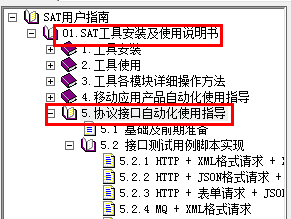 SAT用户指南
01.SAT工具安装及使用说明书
1.工具安装
2.工具使用
3.工具各模块详细操作方法
4.移动应用产品自动化使用指导
5.协议接口自动化使用指导
5.1 基础及前期准备
5.2 接口测试用例脚本实现
5.2.1 HTTP + XML格式请求 +
5.2.2 HTTP + JSON格式请求 +
5.2.3 HTTP + 表单请求 + JSO
5.2.4 MQ + XML格式请求